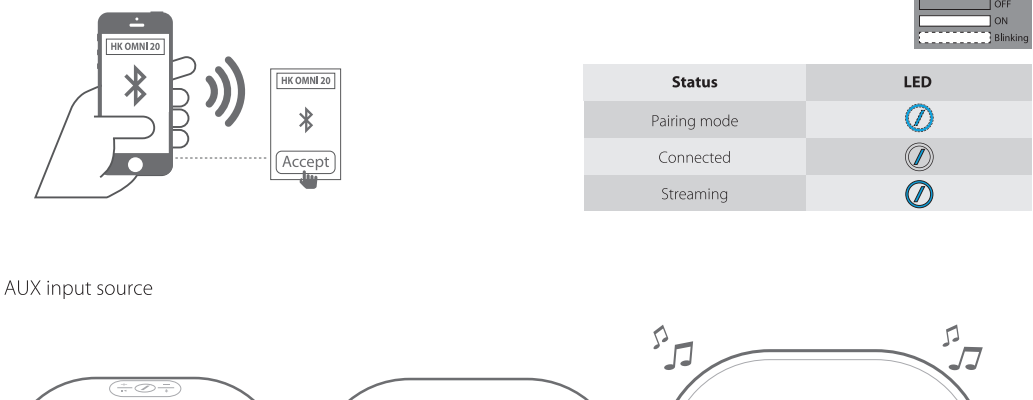 OFF
ON
Blinking
HK OMNI 20
HK OMNI 20
Accept
Status LED
Pairing mode
Connected
Streaming
AUX input source